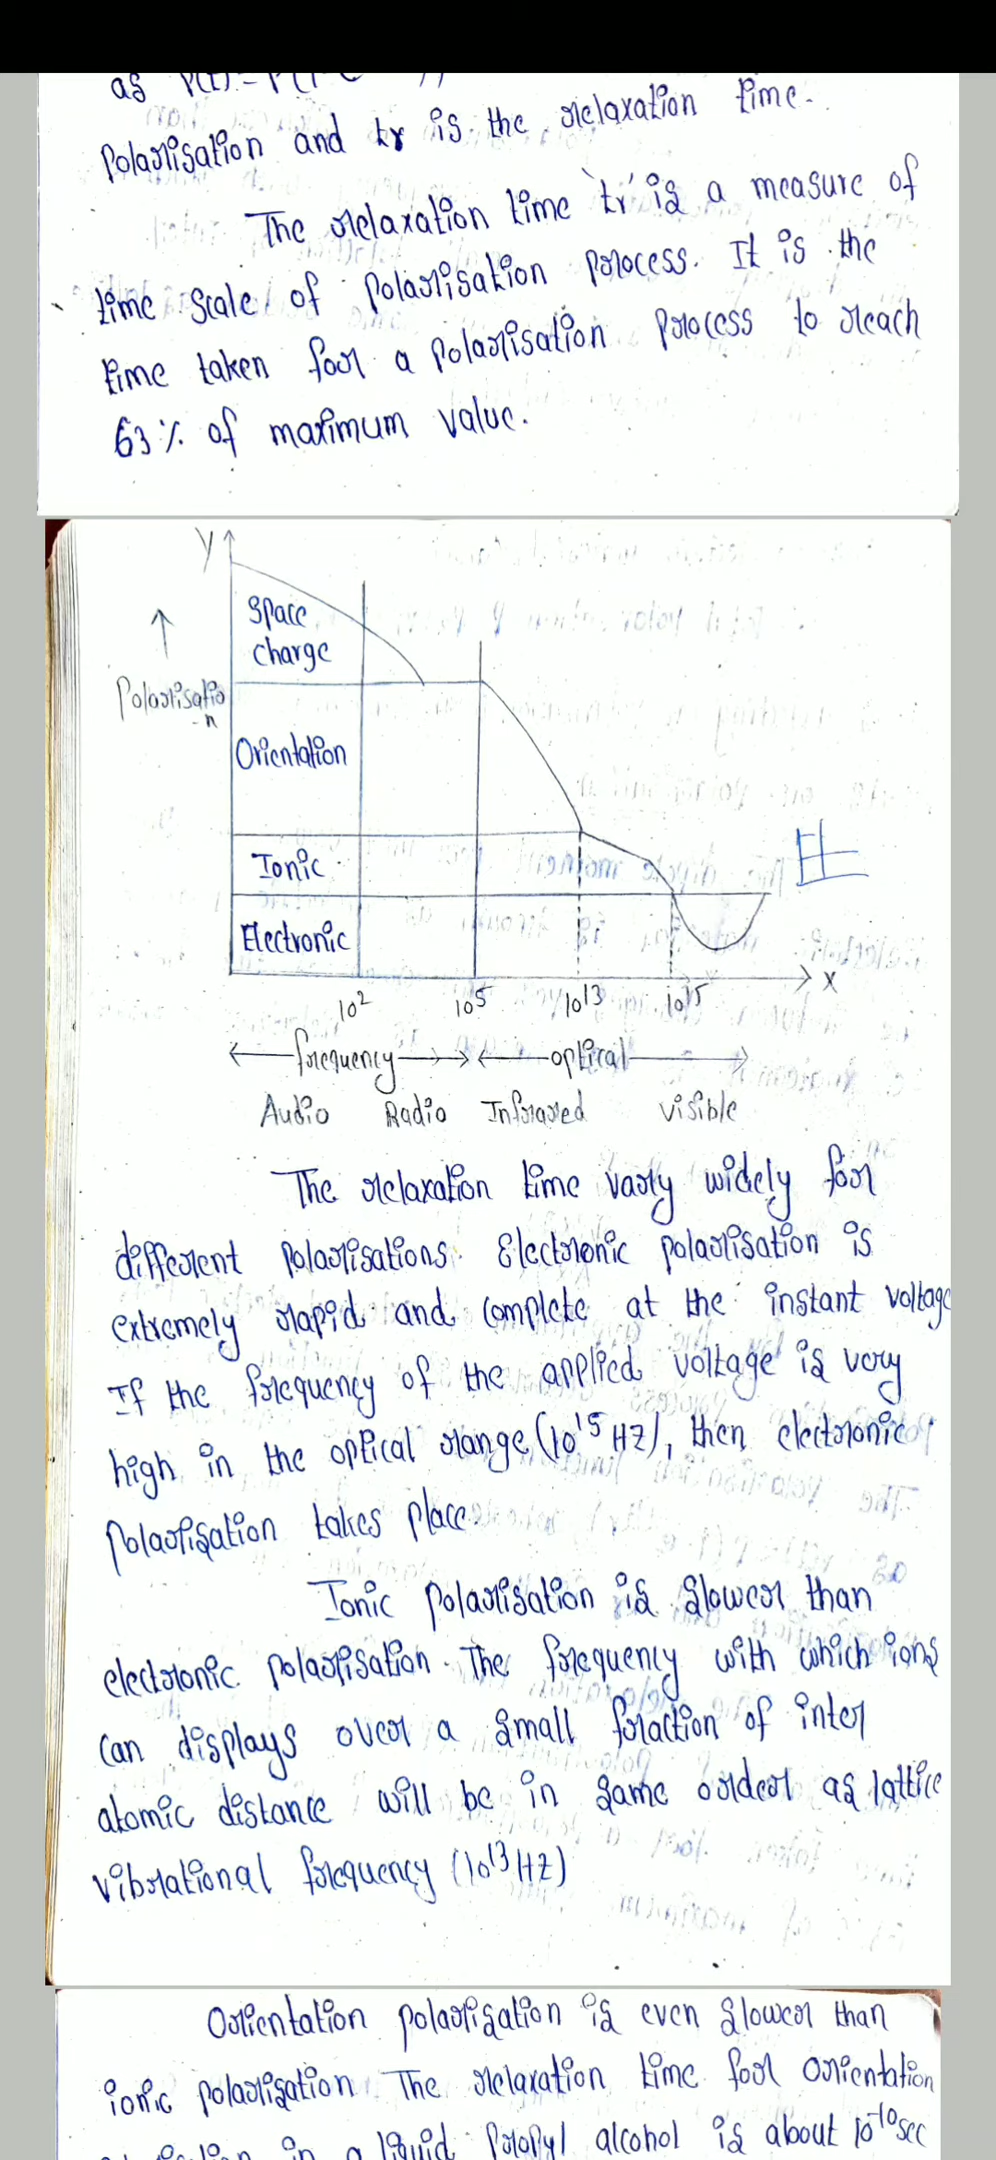 as P(t) = P(1-e
Polarisation and tr is the relaxation time.
The relaxation time `tr' is a measure of
time scale of polarisation process. It is the
time taken for a polarisation process to reach
63% of maximum value.
Y
Space
charge
Polarisatio
-n
Orientation
Ionic
Electronic
X
10² 10⁵ 10¹³ 10¹⁵
frequency optical
Audio Radio Infrared visible
The relaxation time vary widely for
different polarisations. Electronic polarisation is
extremely rapid and complete at the instant voltage
If the frequency of the applied voltage is very
high in the optical range (10¹⁵ HZ), then electronic
polarisation takes place.
Ionic polarisation is slower than
electronic polarisation. The frequency with which ions
can displays over a small fraction of inter
atomic distance will be in same order as lattice
vibrational frequency (10¹³ HZ)
Orientation polarisation is even slower than
ionic polarisation. The relaxation time for orientation
in a liquid propyl alcohol is about 10⁻¹⁰ sec